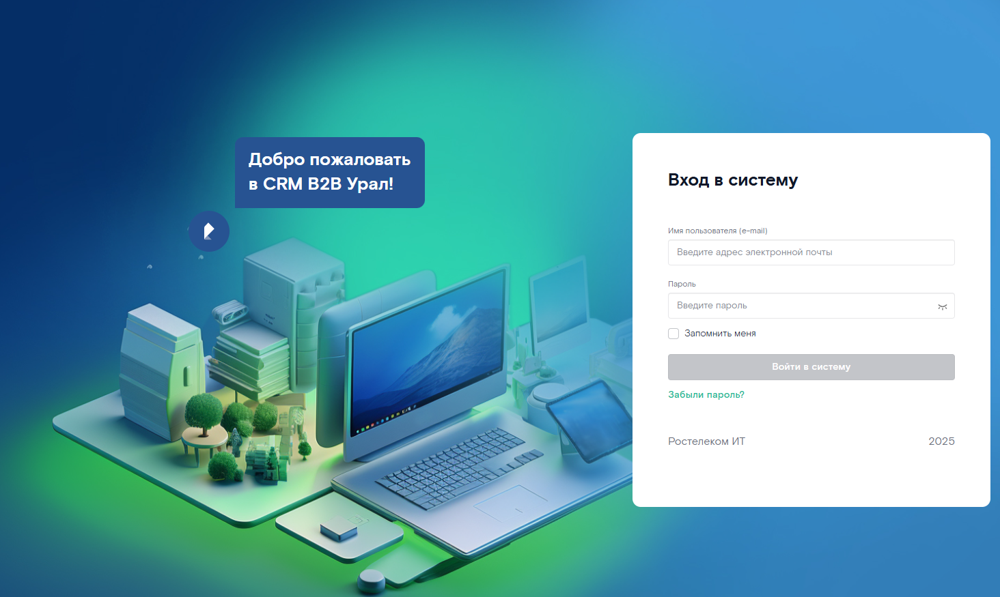 Добро пожаловать
в CRM B2B Урал!
Вход в систему
Имя пользователя (e-mail)
Введите адрес электронной почты
Пароль
Введите пароль
Запомнить меня
Войти в систему
Забыли пароль?
Ростелеком ИТ
2025